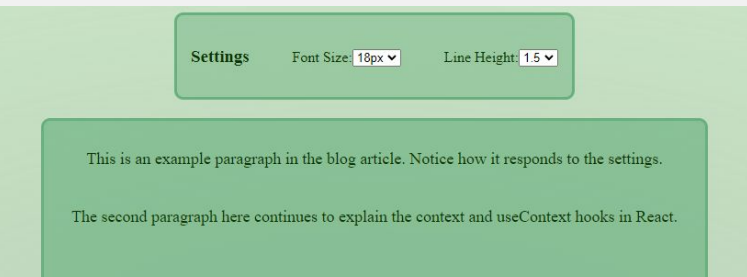 Settings Font Size: 18px Line Height: 1.5
This is an example paragraph in the blog article. Notice how it responds to the settings.
The second paragraph here continues to explain the context and useContext hooks in React.